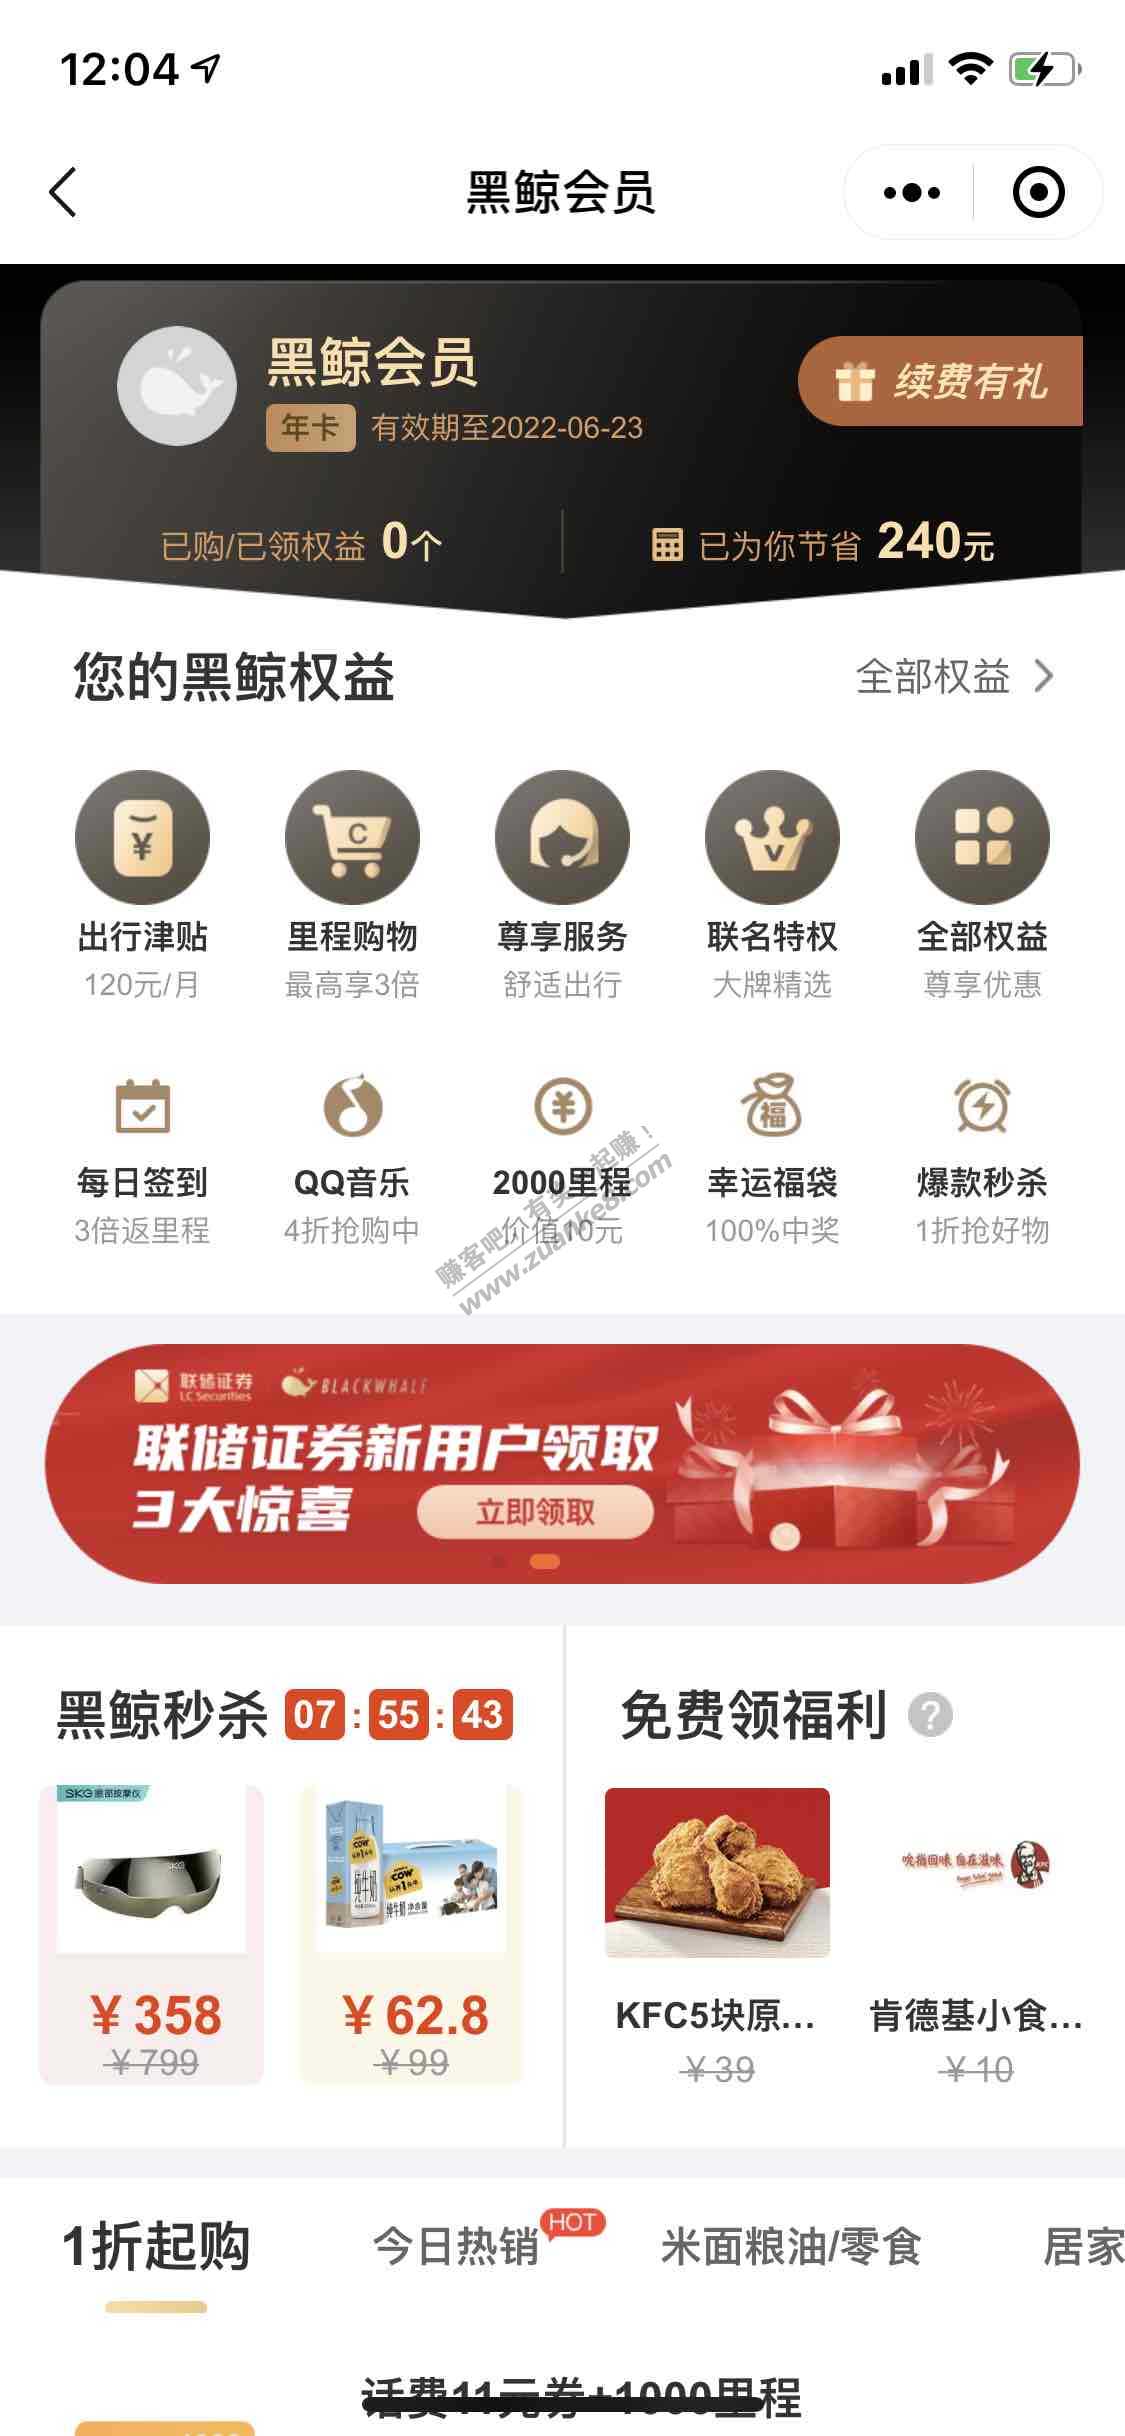 12:04
黑鲸会员
黑鲸会员
续费有礼
年卡 有效期至2022-06-23
已购/已领权益 0个 已为你节省 240元
您的黑鲸权益 全部权益
出行津贴 里程购物 尊享服务 联名特权 全部权益
120元/月 最高享3倍 舒适出行 大牌精选 尊享优惠
每日签到 QQ音乐 2000里程 幸运福袋 爆款秒杀
3倍返里程 4折抢购中 价值10元 100%中奖 1折抢好物
www.zuanke8.com
联储证券 LC Securities BLACKWHALE
联储证券新用户领取
3大惊喜 立即领取
黑鲸秒杀 07:55:43 免费领福利 ?
SKG眼部按摩仪
¥358 ¥62.8 KFC5块原... 肯德基小食...
¥799 ¥99 ¥39 ¥10
1折起购 今日热销 HOT 米面粮油/零食 居家
话费11元券+1000里程